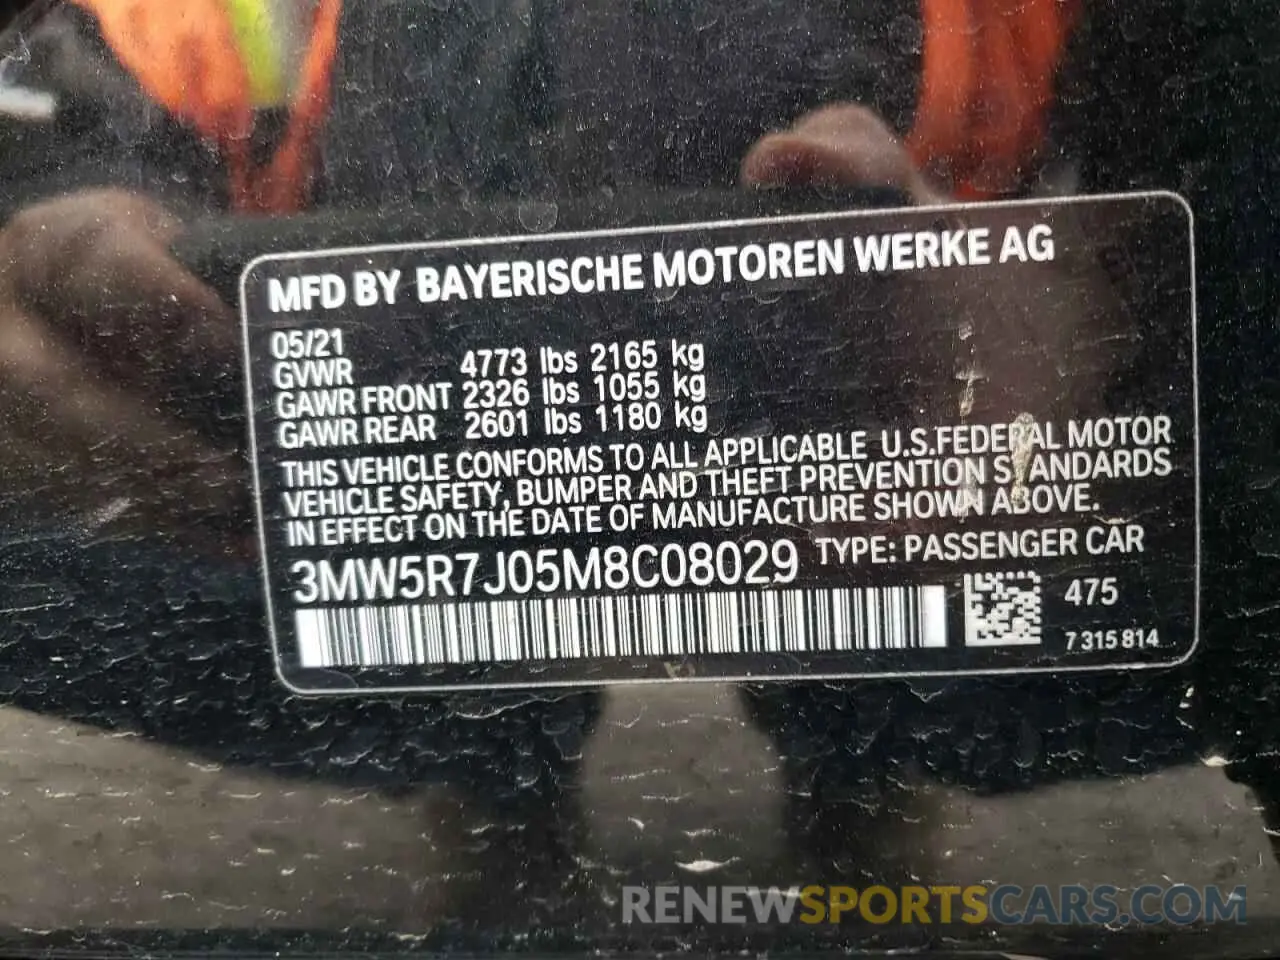 MFD BY BAYERISCHE MOTOREN WERKE AG
05/21
GVWR 4773 lbs 2165 kg
GAWR FRONT 2326 lbs 1055 kg
GAWR REAR 2601 lbs 1180 kg
THIS VEHICLE CONFORMS TO ALL APPLICABLE U.S.FEDERAL MOTOR
VEHICLE SAFETY, BUMPER AND THEFT PREVENTION STANDARDS
IN EFFECT ON THE DATE OF MANUFACTURE SHOWN ABOVE.
3MW5R7J05M8C08029 TYPE: PASSENGER CAR
475
7 315 814
RENEWSPORTSCARS.COM